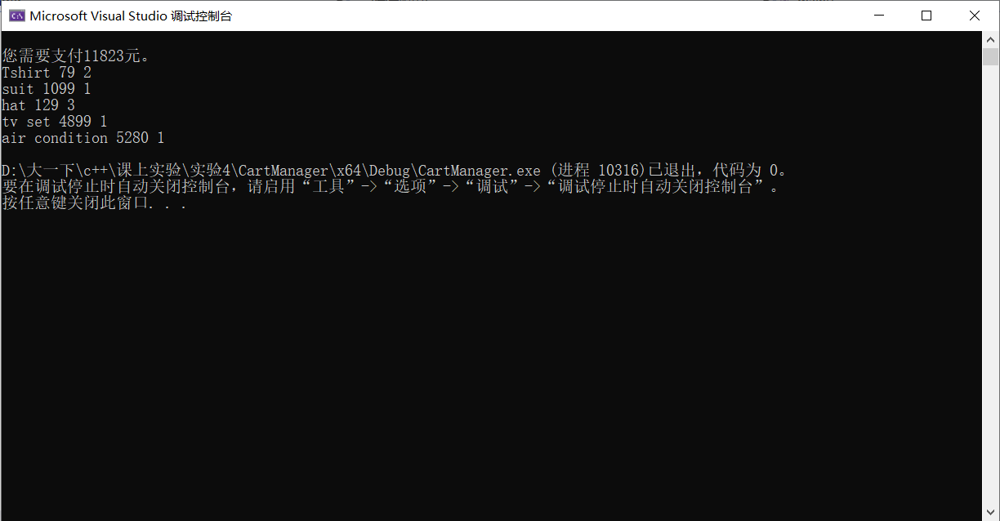 Microsoft Visual Studio 调试控制台
您需要支付11823元。
Tshirt 79 2
suit 1099 1
hat 129 3
tv set 4899 1
air condition 5280 1
D:\大一下\c++\课上实验\实验4\CartManager\x64\Debug\CartManager.exe (进程 10316)已退出，代码为 0。
要在调试停止时自动关闭控制台，请启用“工具”->“选项”->“调试”->“调试停止时自动关闭控制台”。
按任意键关闭此窗口. . .